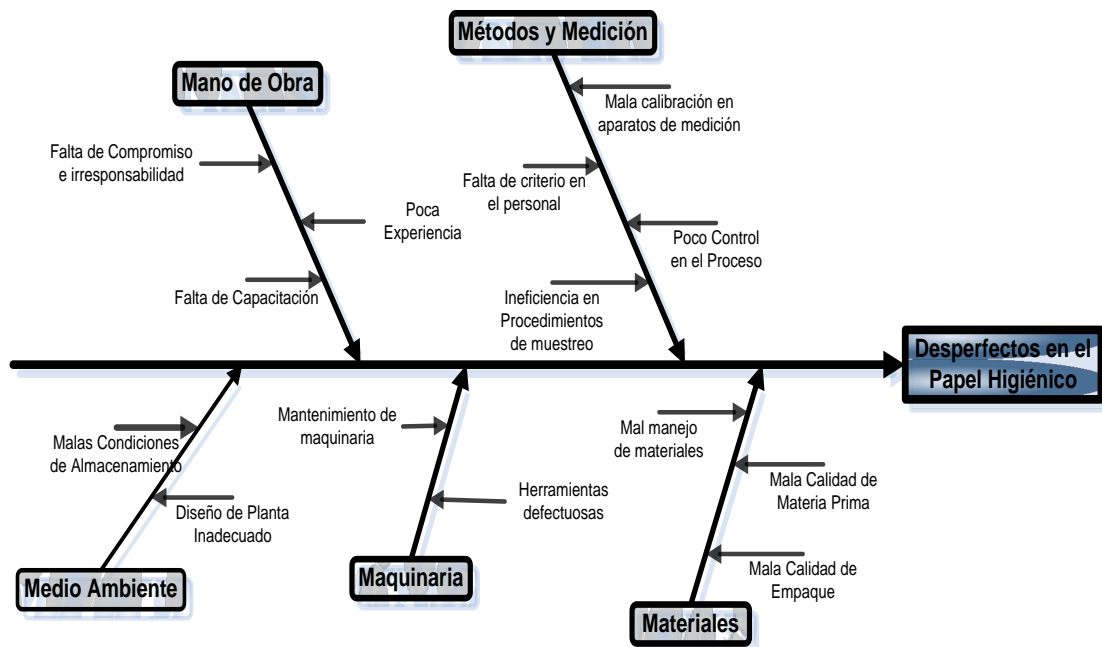 Métodos y Medición
Mano de Obra
Mala calibración en
aparatos de medición
Falta de Compromiso
e irresponsabilidad
Falta de criterio en
el personal
Poca
Experiencia
Poco Control
en el Proceso
Falta de Capacitación
Ineficiencia en
Procedimientos
de muestreo
Desperfectos en el
Papel Higiénico
Malas Condiciones
de Almacenamiento
Mantenimiento de
maquinaria
Mal manejo
de materiales
Diseño de Planta
Inadecuado
Herramientas
defectuosas
Mala Calidad de
Materia Prima
Mala Calidad de
Empaque
Medio Ambiente
Maquinaria
Materiales